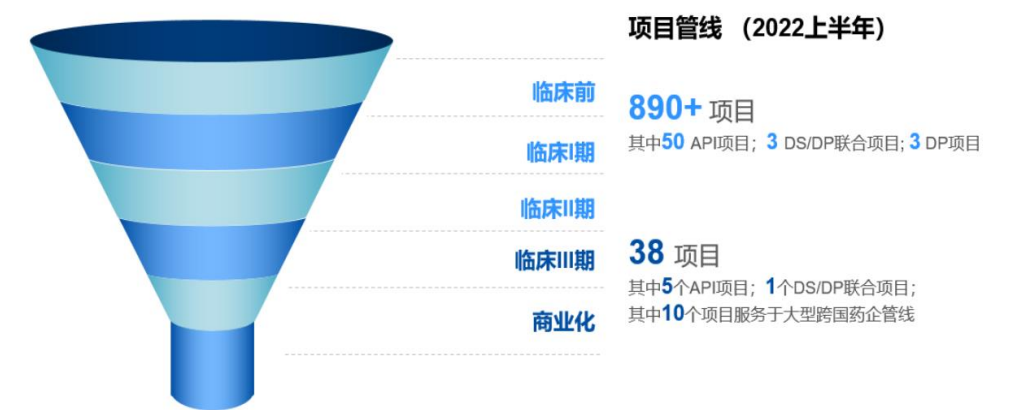 项目管线 （2022上半年）
临床前
890+ 项目
其中50 API项目；3 DS/DP联合项目; 3 DP项目
临床I期
临床II期
临床III期
38 项目
其中5个API项目；1个DS/DP联合项目；
其中10个项目服务于大型跨国药企管线
商业化